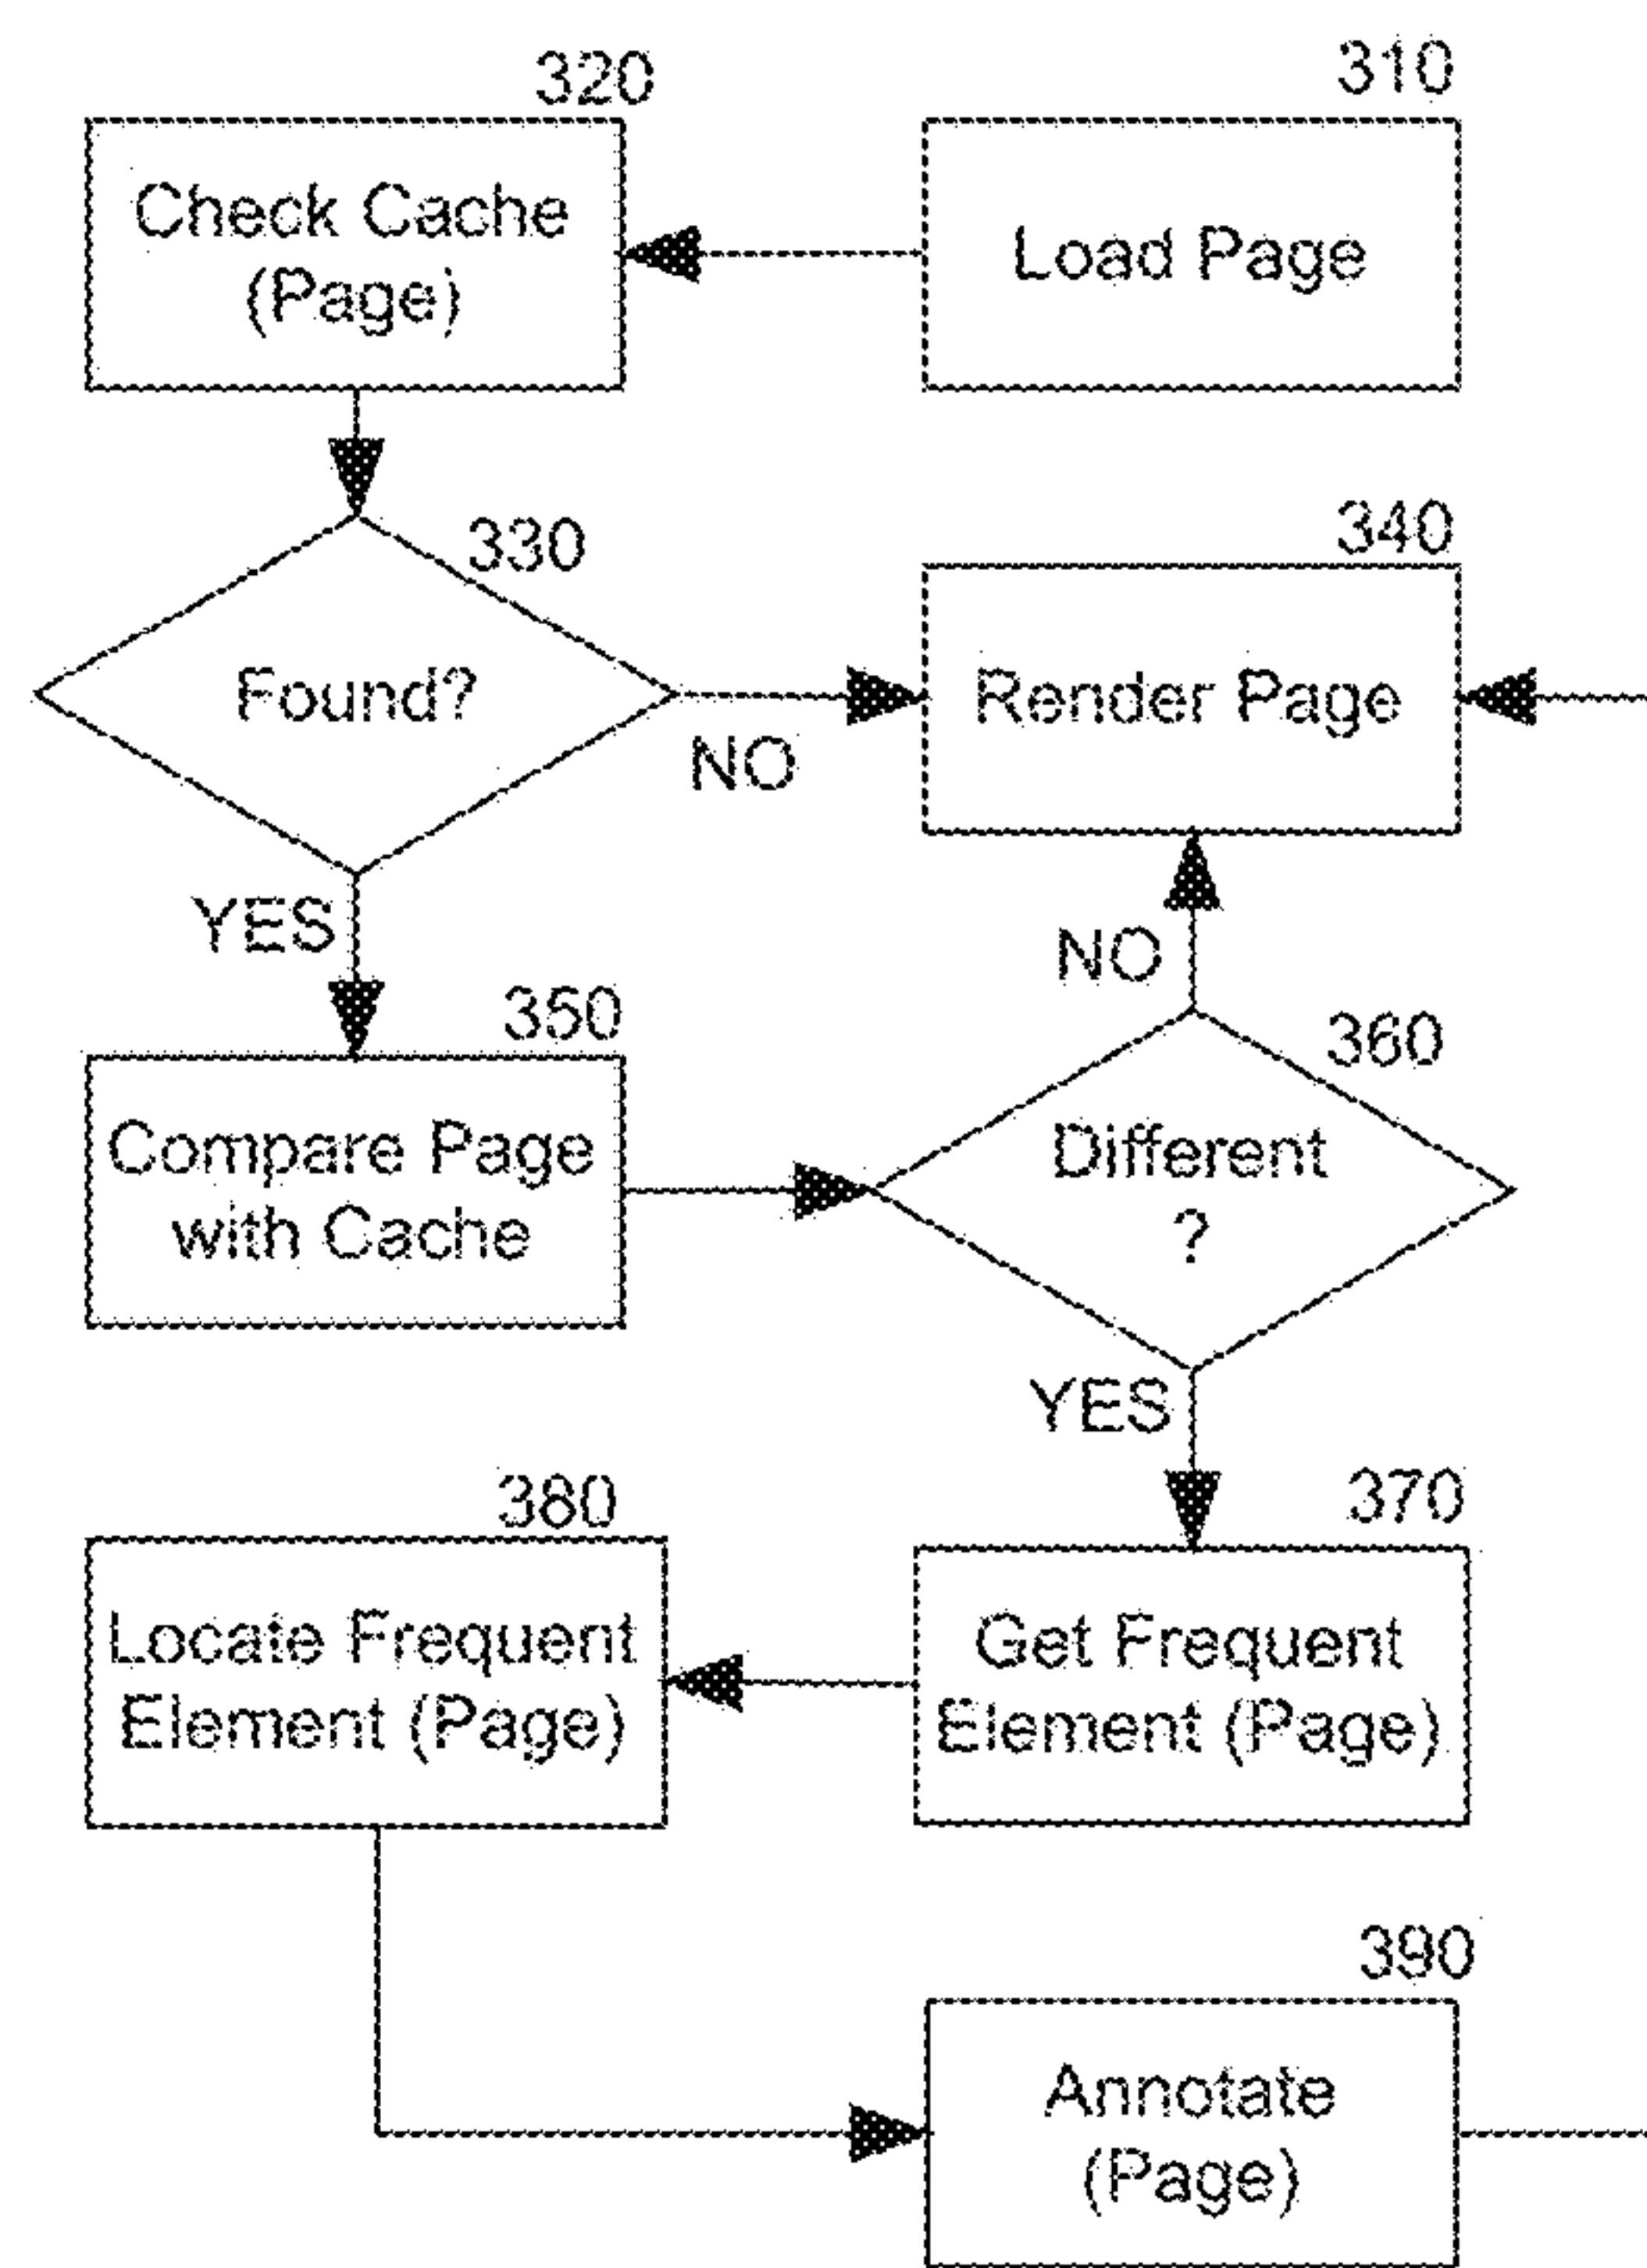 320
310
Check Cache
(Page)
Load Page
330
340
Found?
Render Page
NO
YES
NO
350
360
Compare Page
with Cache
Different
?
YES
380
370
Locate Frequent
Element (Page)
Get Frequent
Element (Page)
390
Annotate
(Page)